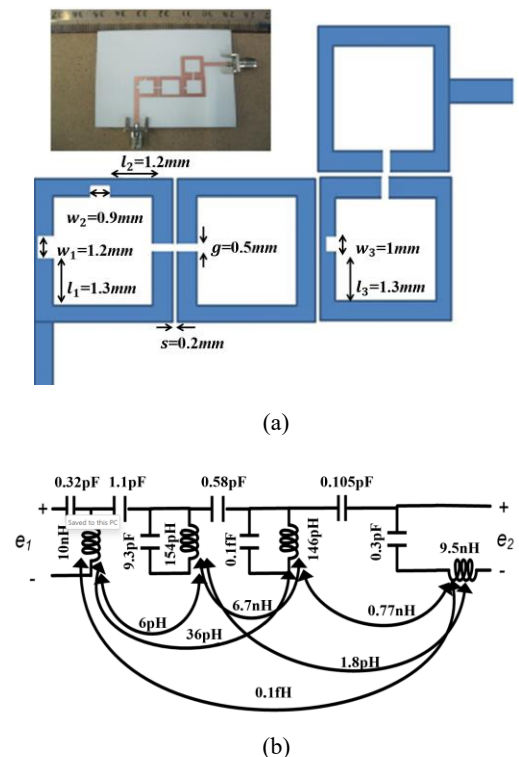 l₂=1.2mm
w₂=0.9mm
w₁=1.2mm
l₁=1.3mm
g=0.5mm
w₃=1mm
l₃=1.3mm
s=0.2mm
(a)
0.32pF 1.1pF 0.58pF 0.105pF
+ +
Saved to this PC
e₁ 10nH 9.3pF 154pH 0.1fF 146pH 0.3pF 9.5nH e₂
- -
6pH 6.7nH 0.77nH
36pH
1.8pH
0.1fH
(b)